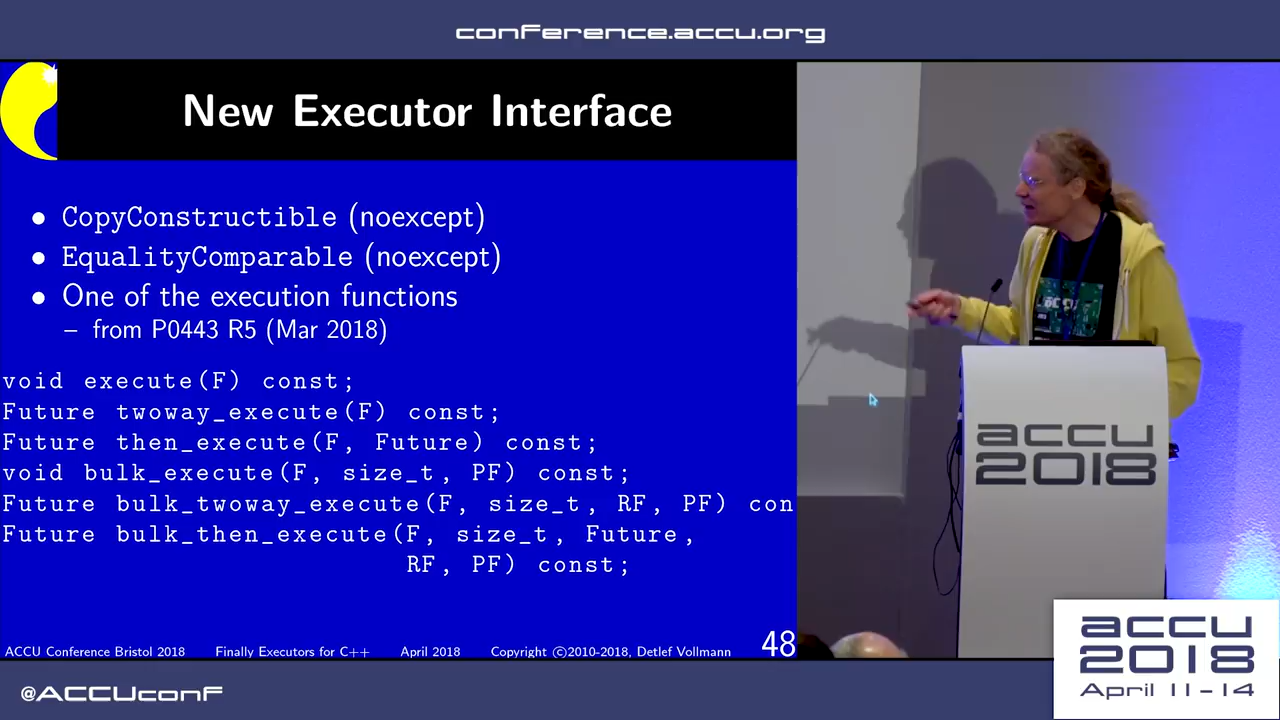 conference.accu.org
New Executor Interface
• CopyConstructible (noexcept)
• EqualityComparable (noexcept)
• One of the execution functions
– from P0443 R5 (Mar 2018)
void execute(F) const;
Future twoway_execute(F) const;
Future then_execute(F, Future) const;
void bulk_execute(F, size_t, PF) const;
Future bulk_twoway_execute(F, size_t, RF, PF) con
Future bulk_then_execute(F, size_t, Future,
RF, PF) const;
ACCU Conference Bristol 2018 Finally Executors for C++ April 2018 Copyright ©2010-2018, Detlef Vollmann 48
accu
2018
@ACCUconf
accu
2018
April 11-14